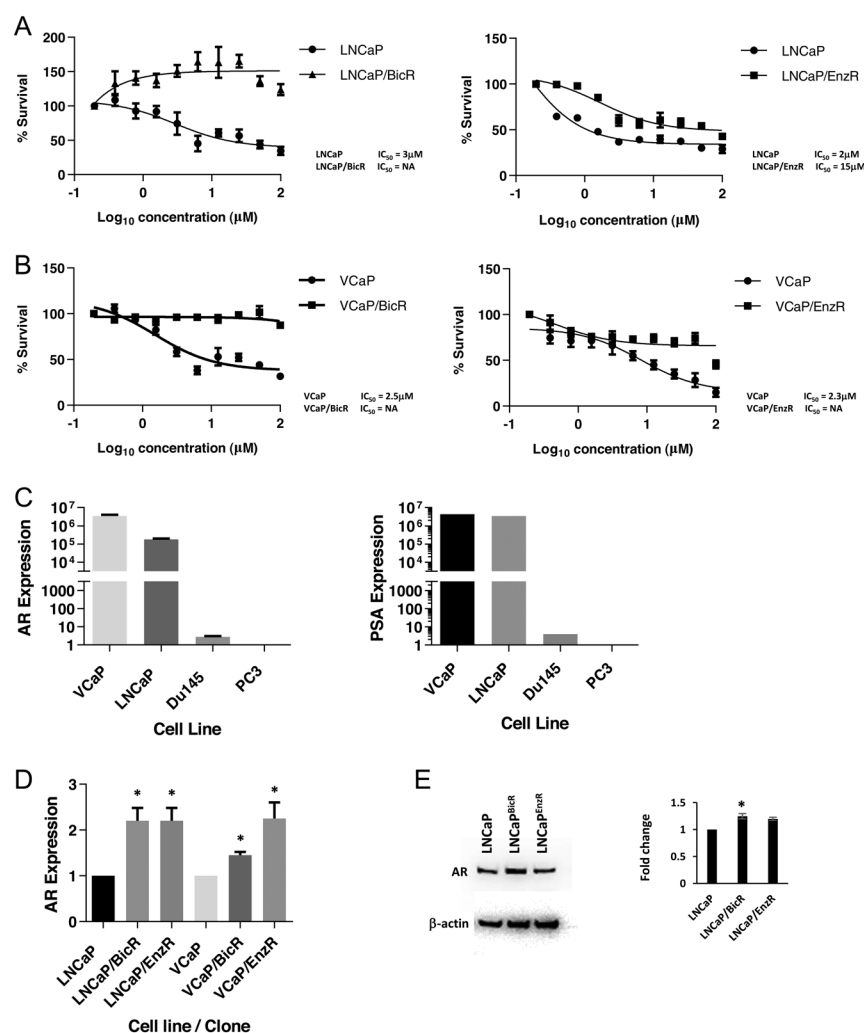 A
LNCaP
LNCaP/BicR
200
150
100
50
0
-1
0
1
2
% Survival
Log10 concentration (μM)
LNCaP IC50 = 3μM
LNCaP/BicR IC50 = NA
LNCaP
LNCaP/EnzR
150
100
50
0
-1
0
1
2
% Survival
Log10 concentration (μM)
LNCaP IC50 = 2μM
LNCaP/EnzR IC50 = 15μM
B
VCaP
VCaP/BicR
150
100
50
0
-1
0
1
2
% Survival
Log10 concentration (μM)
VCaP IC50 = 2.5μM
VCaP/BicR IC50 = NA
VCaP
VCaP/EnzR
150
100
50
0
-1
0
1
2
% Survival
Log10 concentration (μM)
VCaP IC50 = 2.3μM
VCaP/EnzR IC50 = NA
C
AR Expression
10^7
10^6
10^5
10^4
1000
100
10
1
VCaP
LNCaP
Du145
PC3
Cell Line
PSA Expression
10^7
10^6
10^5
10^4
1000
100
10
1
VCaP
LNCaP
Du145
PC3
Cell Line
D
AR Expression
3
2
1
0
*
*
*
*
LNCaP
LNCaP/BicR
LNCaP/EnzR
VCaP
VCaP/BicR
VCaP/EnzR
Cell line / Clone
E
LNCaP
LNCaP^BicR
LNCaP^EnzR
AR
β-actin
Fold change
1.5
1
0.5
0
*
LNCaP
LNCaP/BicR
LNCaP/EnzR